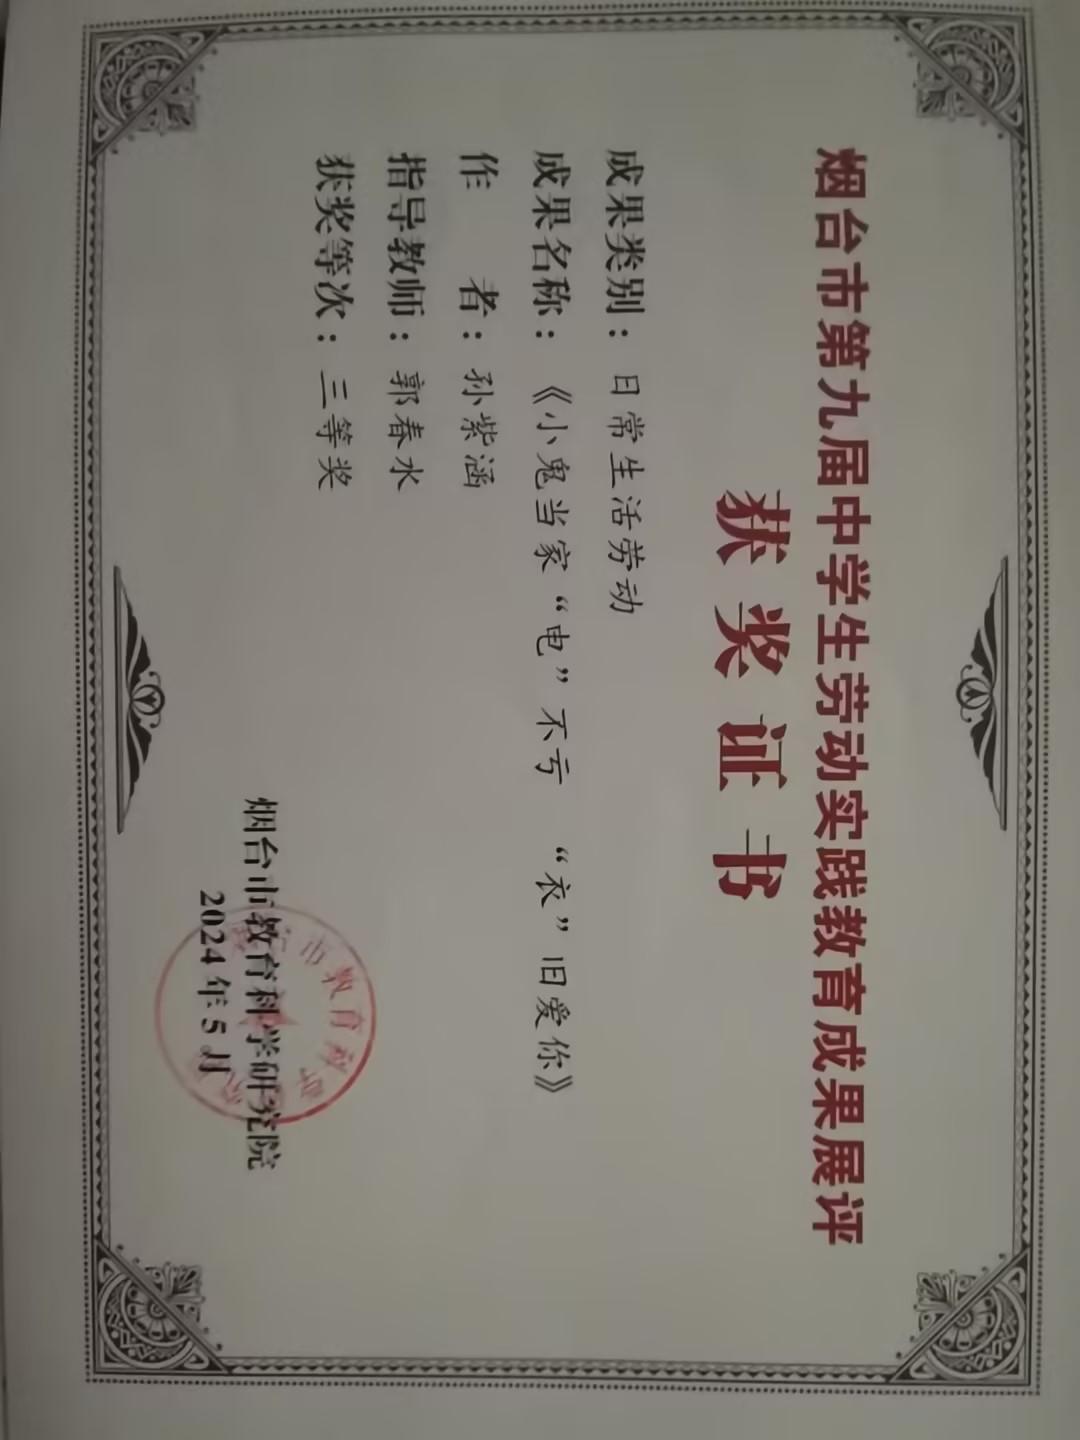 烟台市第九届中学生劳动实践教育成果展评
获奖证书
成果类别：日常生活劳动
成果名称：《小鬼当家“电”不亏 “衣”旧爱你》
作 者：孙紫涵
指导教师：郭春水
获奖等次：三等奖
烟台市教育科学研究院
2024年5月